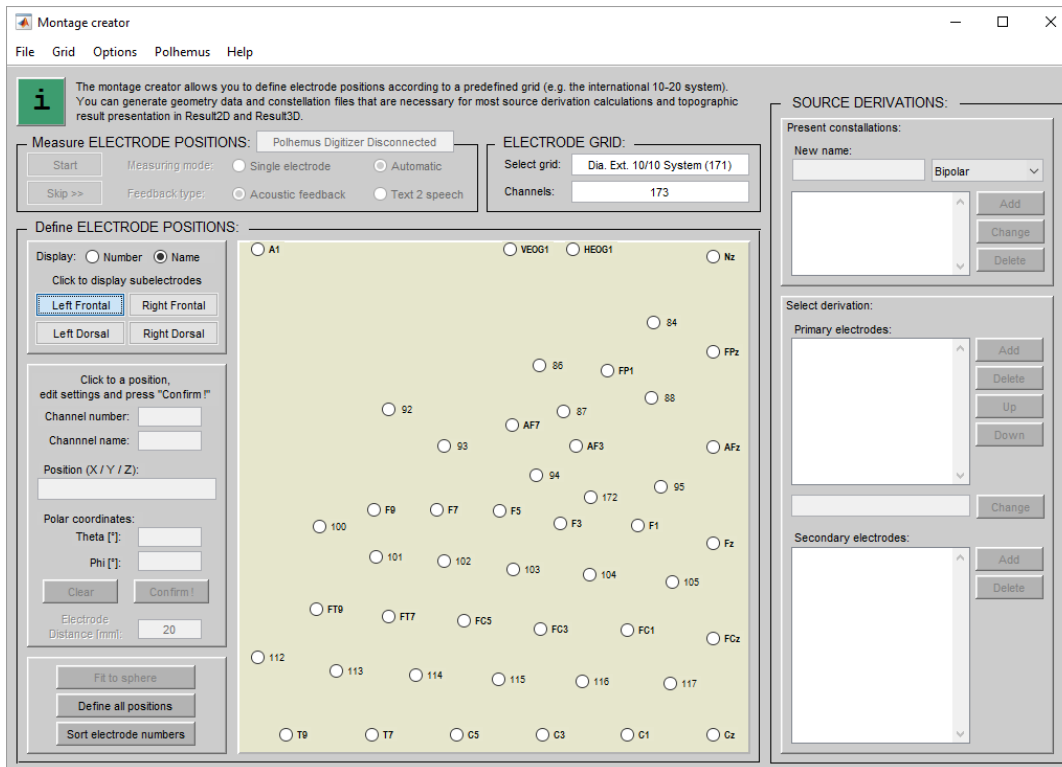 Montage creator
File Grid Options Polhemus Help
i
The montage creator allows you to define electrode positions according to a predefined grid (e.g. the international 10-20 system).
You can generate geometry data and constellation files that are necessary for most source derivation calculations and topographic
result presentation in Result2D and Result3D.
Measure ELECTRODE POSITIONS: Polhemus Digitizer Disconnected
Start Measuring mode: Single electrode Automatic
Skip >> Feedback type: Acoustic feedback Text 2 speech
ELECTRODE GRID:
Select grid: Dia. Ext. 10/10 System (171)
Channels: 173
Define ELECTRODE POSITIONS:
Display: Number Name
Click to display subelectrodes
Left Frontal Right Frontal
Left Dorsal Right Dorsal
Click to a position,
edit settings and press "Confirm !"
Channel number:
Channnel name:
Position (X / Y / Z):
Polar coordinates:
Theta [°]:
Phi [°]:
Clear Confirm !
Electrode
Distance [mm]: 20
Fit to sphere
Define all positions
Sort electrode numbers
A1 VEOG1 HEOG1 Nz
84
FPz
86 FP1
88
92 87
AF7
93 AF3 AFz
94
95
172
F9 F7 F5
100 F3 F1
Fz
101 102
103 104 105
FT9 FT7 FC5
FC3 FC1 FCz
112
113 114 115 116 117
T9 T7 C5 C3 C1 Cz
SOURCE DERIVATIONS:
Present constallations:
New name:
Bipolar
Add
Change
Delete
Select derivation:
Primary electrodes:
Add
Delete
Up
Down
Change
Secondary electrodes:
Add
Delete